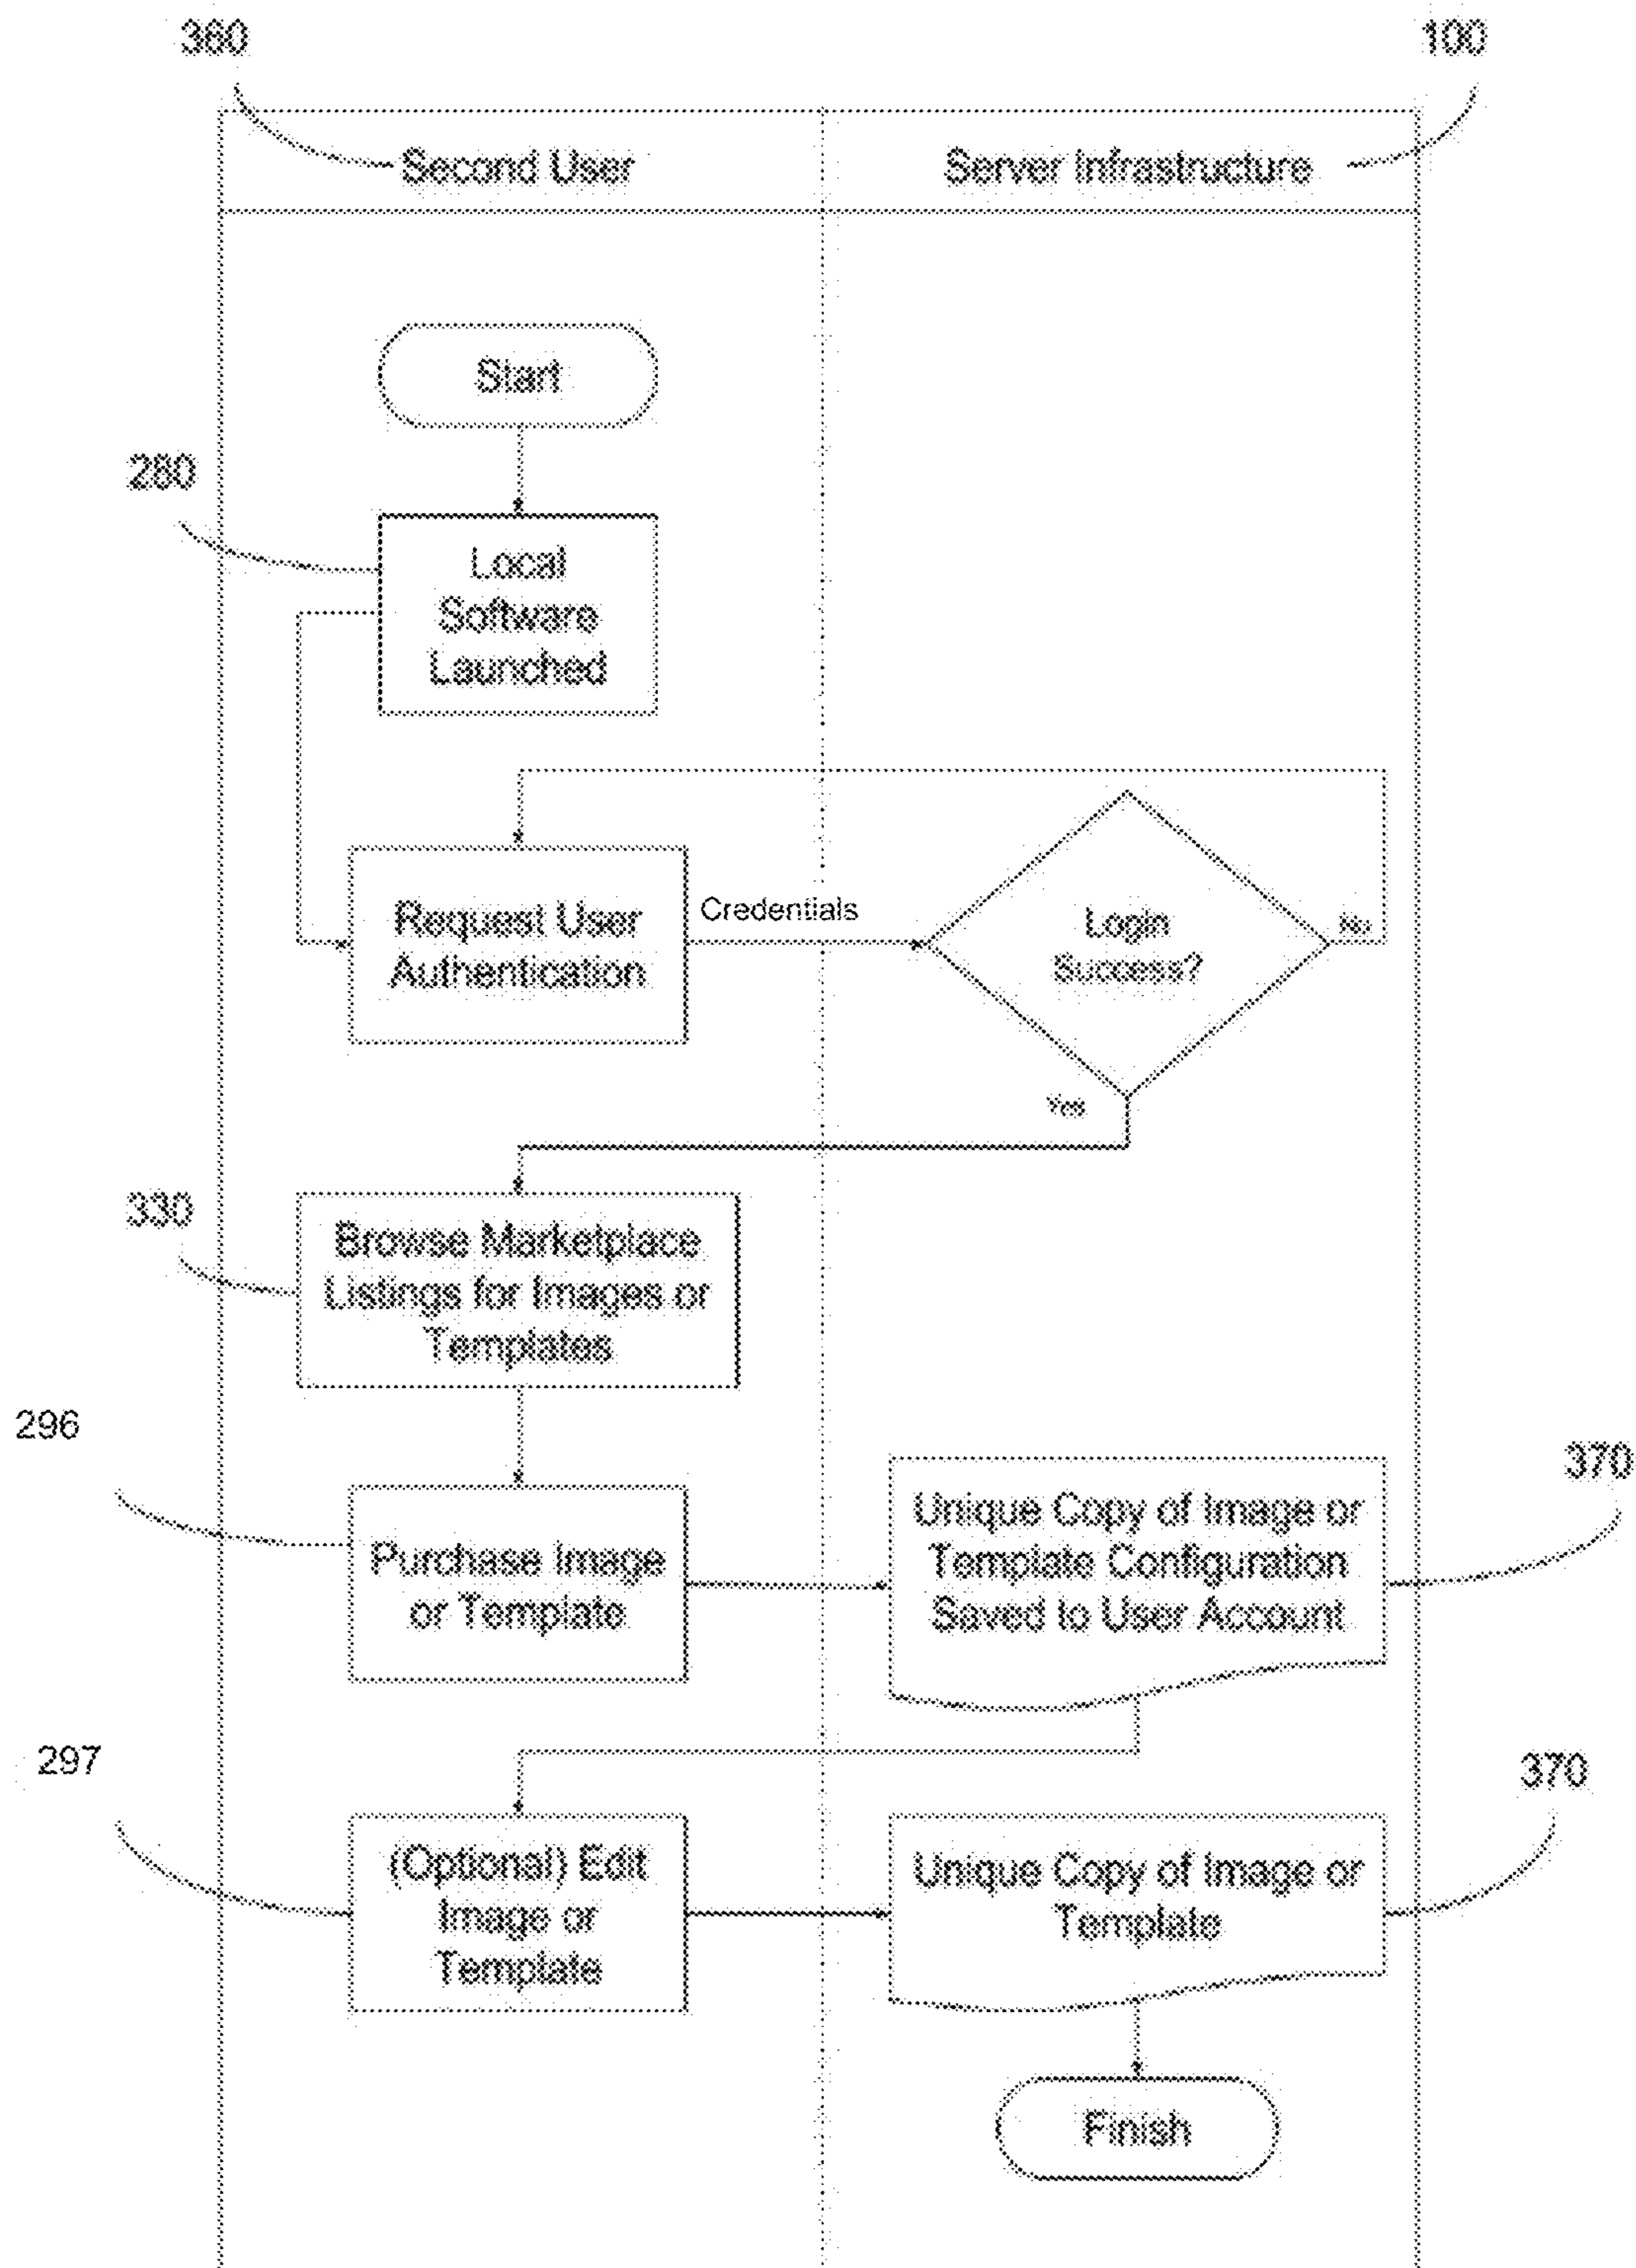 360
100
Second User
Server Infrastructure
Start
280
Local
Software
Launched
Request User
Authentication
Credentials
Login
Success?
No
Yes
330
Browse Marketplace
Listings for Images or
Templates
296
370
Purchase Image
or Template
Unique Copy of Image or
Template Configuration
Saved to User Account
297
370
(Optional) Edit
Image or
Template
Unique Copy of Image or
Template
Finish